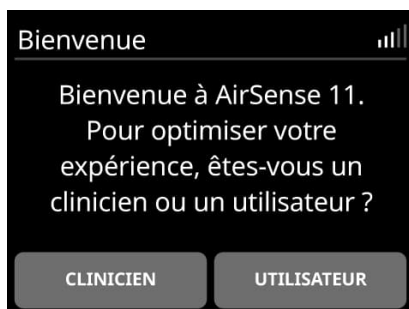 Bienvenue
Bienvenue à AirSense 11.
Pour optimiser votre
expérience, êtes-vous un
clinicien ou un utilisateur ?
CLINICIEN
UTILISATEUR